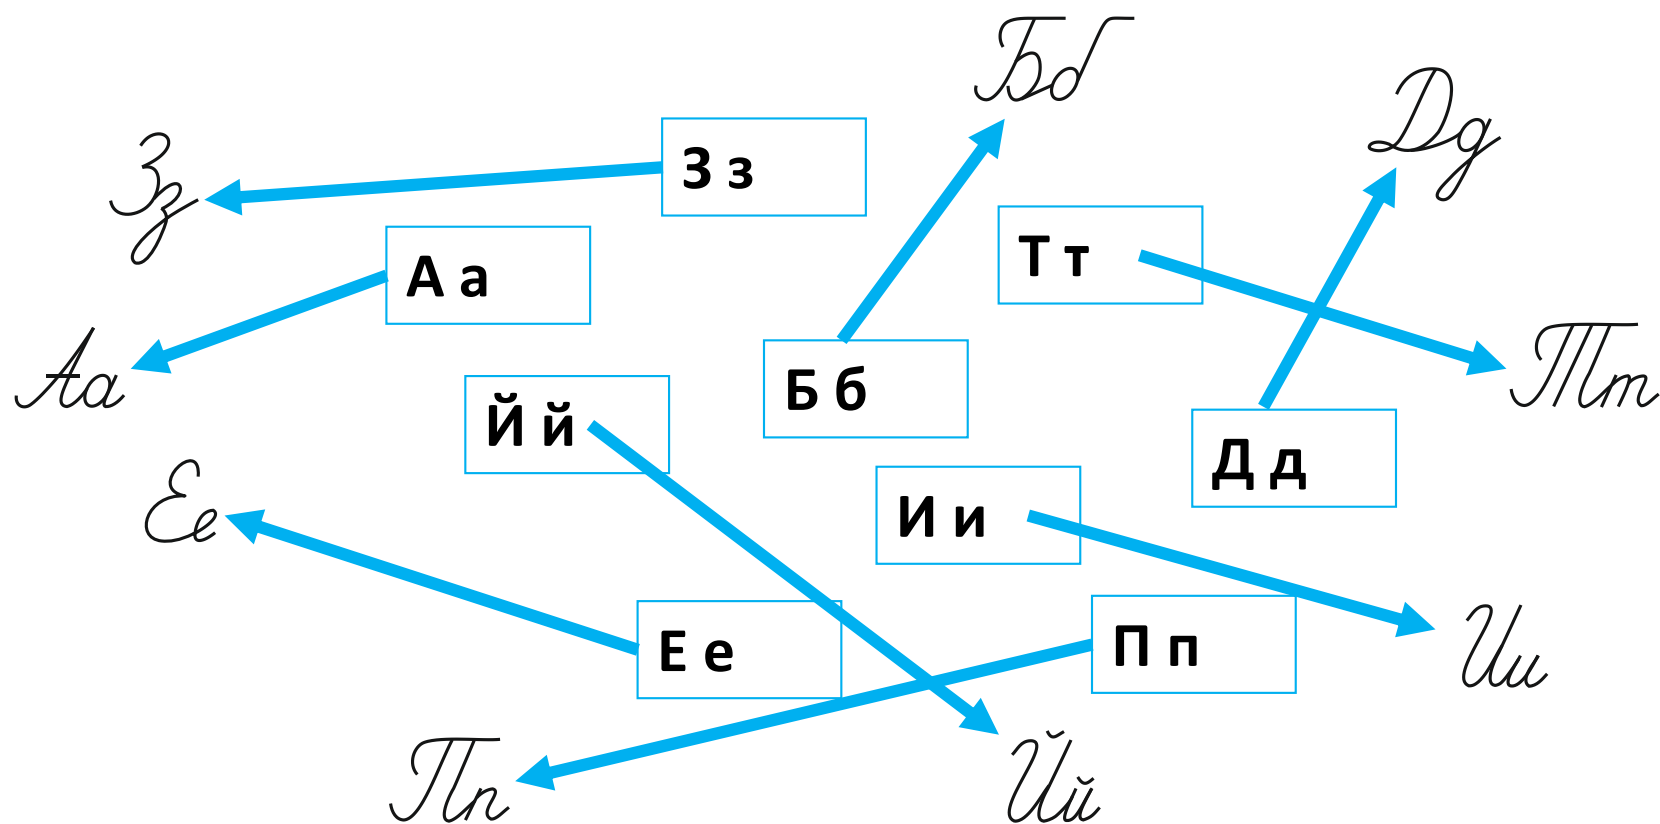 Бб
Дд
Зз
З з
Т т
А а
Аа
Тт
Б б
Й й
Д д
Ее
И и
Е е
П п
Ии
Пп
Йй